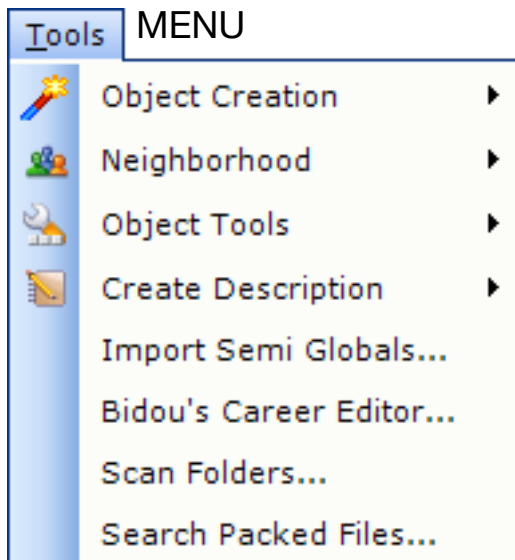 Tools MENU
Object Creation
Neighborhood
Object Tools
Create Description
Import Semi Globals...
Bidou's Career Editor...
Scan Folders...
Search Packed Files...